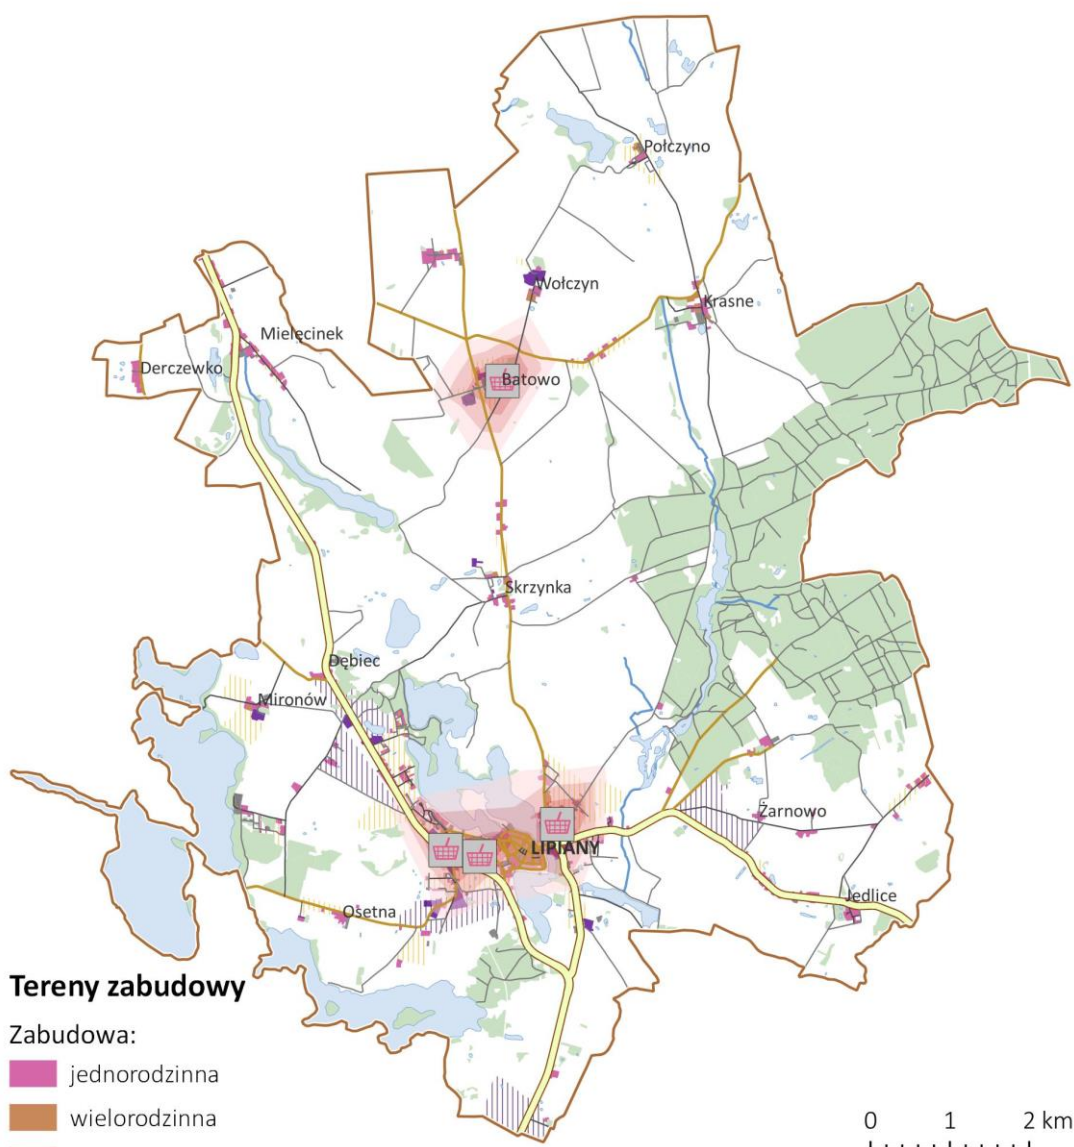 Połczyno
Wołczyn
Krasne
Mielęcinek
Derczewko
Batowo
Skrzynka
Dębiec
Mironów
Żarnowo
LIPIANY
Jedlice
Osetna
Tereny zabudowy
Zabudowa:
jednorodzinna
wielorodzinna
0 1 2 km